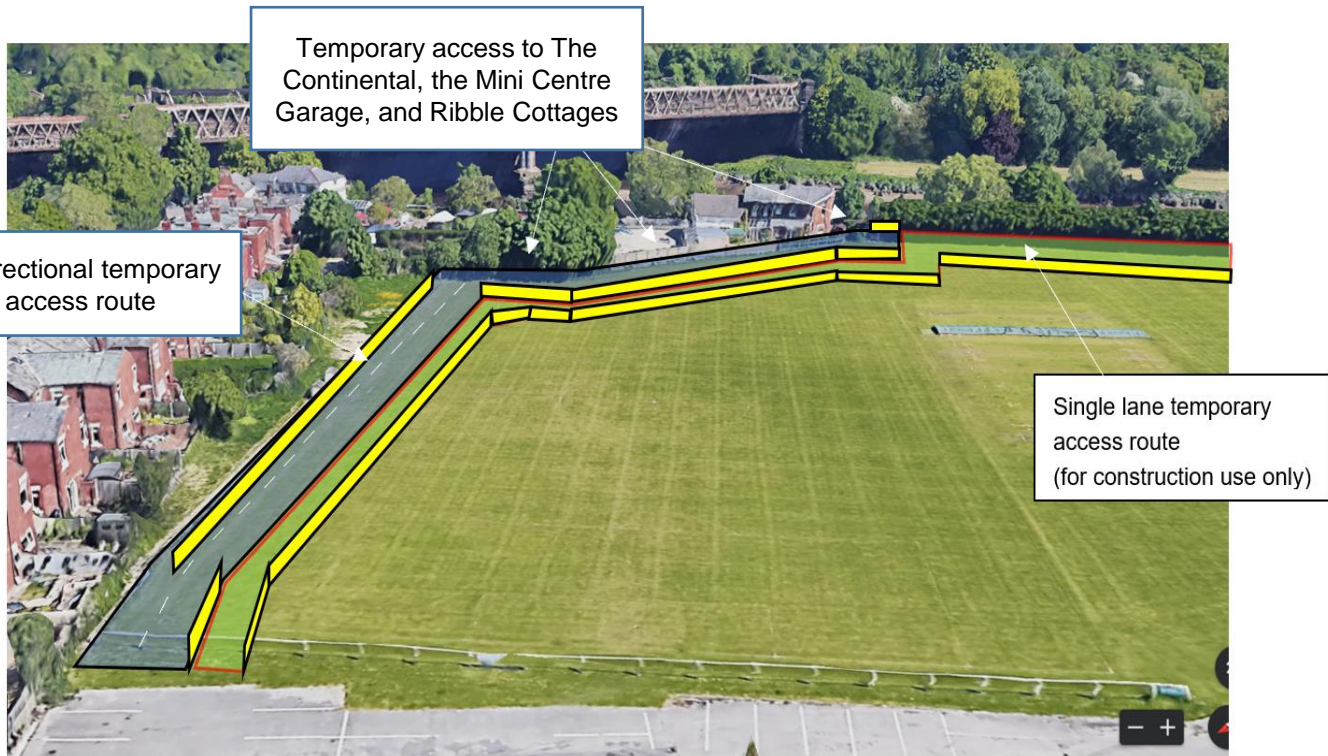 Temporary access to The
Continental, the Mini Centre
Garage, and Ribble Cottages
rectional temporary
access route
Single lane temporary
access route
(for construction use only)